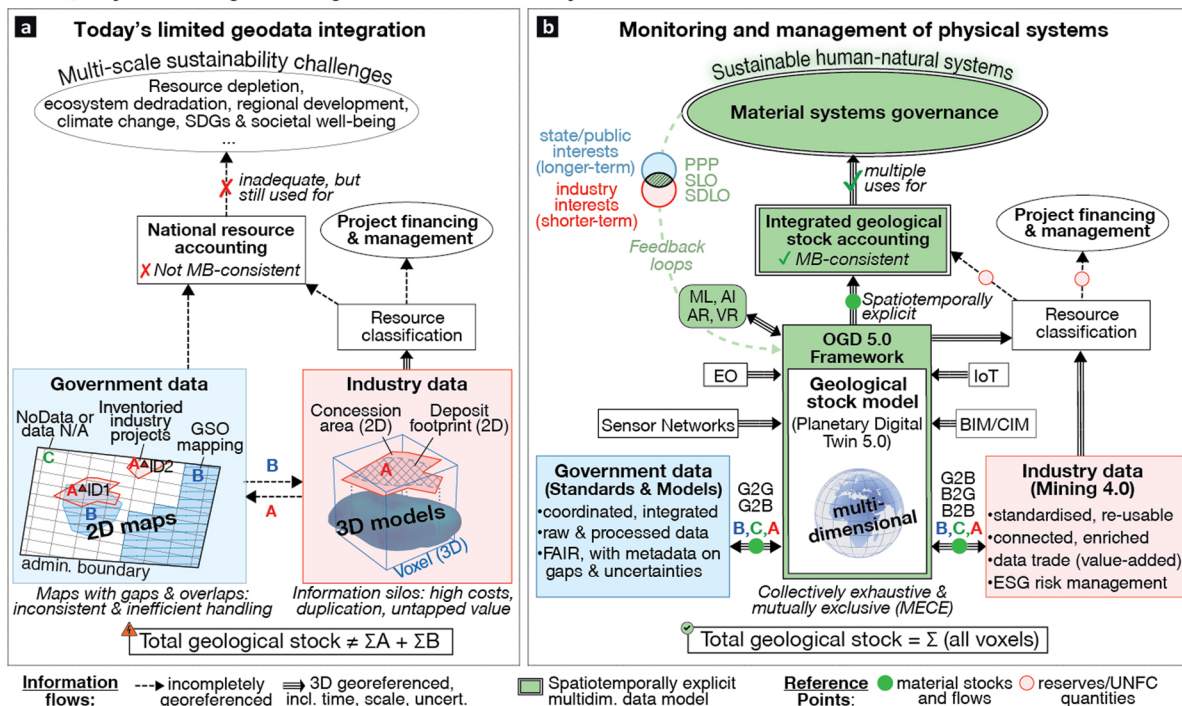 a
Today's limited geodata integration
Multi-scale sustainability challenges
Resource depletion,
ecosystem dedradation, regional development,
climate change, SDGs & societal well-being
...
✗ inadequate, but
still used for
National resource
accounting
✗ Not MB-consistent
Project financing
& management
Resource
classification
Government data
NoData or
data N/A
Inventoried
industry
projects
GSO
mapping
C
A
ID2
B
A
ID1
B
2D maps
admin. boundary
B
A
Industry data
Concession
area (2D)
Deposit
footprint (2D)
A
3D models
Voxel (3D)
Maps with gaps & overlaps:
inconsistent & inefficient handling
Information silos: high costs,
duplication, untapped value
Total geological stock ≠ ΣA + ΣB
b
Monitoring and management of physical systems
Sustainable human-natural systems
Material systems governance
state/public
interests
(longer-term)
industry
interests
(shorter-term)
PPP
SLO
SDLO
✓ multiple
uses for
Integrated geological
stock accounting
✓ MB-consistent
Project financing
& management
Feedback
loops
ML, AI
AR, VR
Spatiotemporally
explicit
Resource
classification
OGD 5.0
Framework
Geological
stock model
(Planetary Digital
Twin 5.0)
multi-
dimensional
EO
IoT
Sensor Networks
BIM/CIM
Government data
(Standards & Models)
•coordinated, integrated
•raw & processed data
•FAIR, with metadata on
gaps & uncertainties
G2G
G2B
B,C,A
G2B
B2G
B2B
B,C,A
Industry data
(Mining 4.0)
•standardised, re-usable
•connected, enriched
•data trade (value-added)
•ESG risk management
Collectively exhaustive &
mutually exclusive (MECE)
Total geological stock = Σ (all voxels)
Information
flows:
incompletely
georeferenced
3D georeferenced,
incl. time, scale, uncert.
Spatiotemporally explicit
multidim. data model
Reference
Points:
material stocks
and flows
reserves/UNFC
quantities